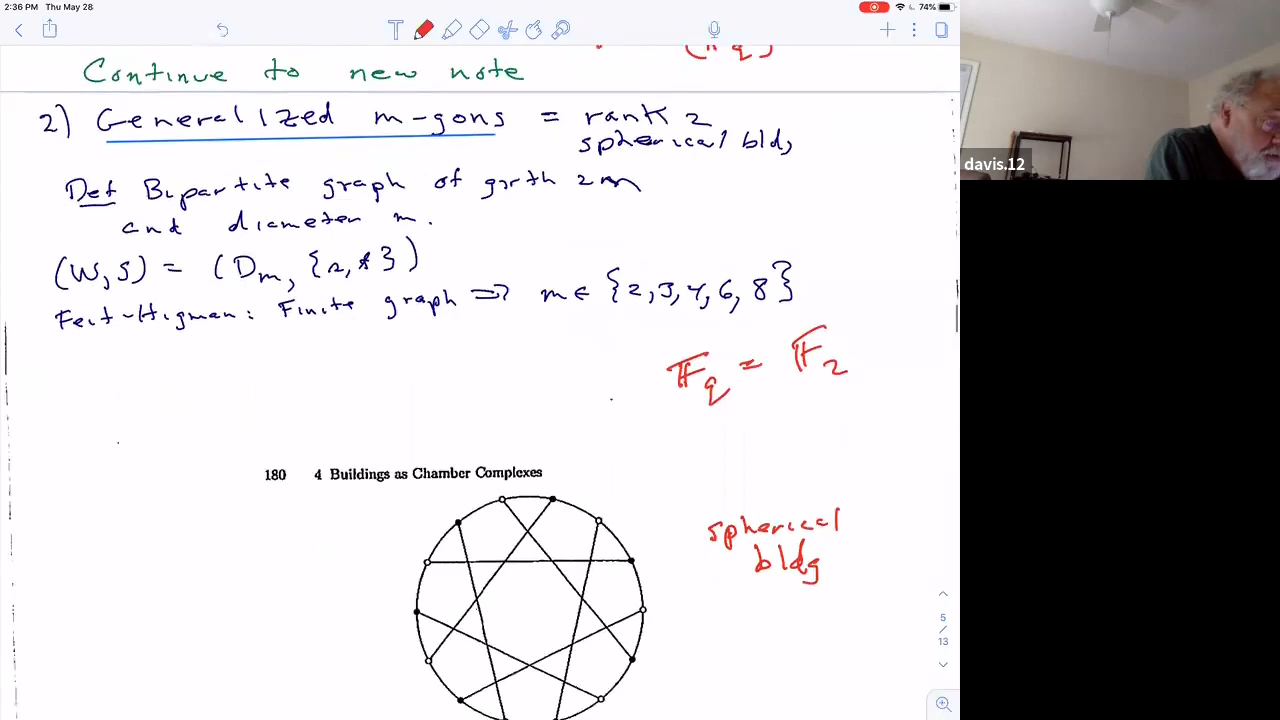 2:36 PM Thu May 28
74%
Continue to new note
2) Generalized m-gons = rank 2
spherical bldg
Def Bipartite graph of girth 2m
and diameter m.
(W,S) = (D_m, {s,t})
Feit-Higman: Finite graph => m ∈ {2,3,4,6,8}
F_q = F_2
180 4 Buildings as Chamber Complexes
spherical
bldg
5
/
13
davis.12